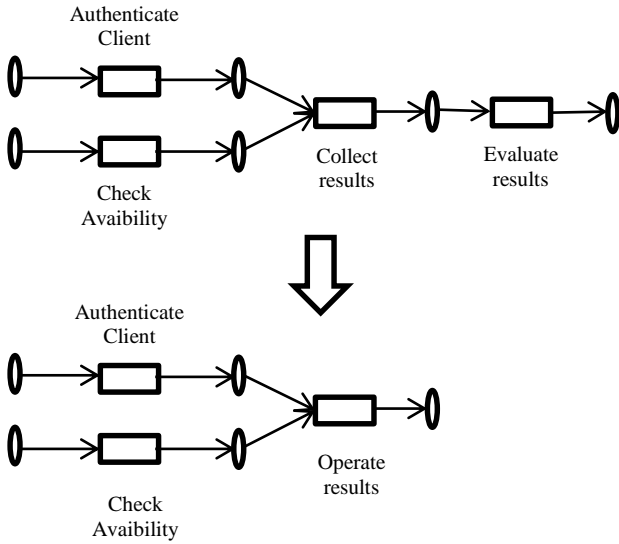 Authenticate
Client
Collect
results
Evaluate
results
Check
Avaibility
Authenticate
Client
Operate
results
Check
Avaibility